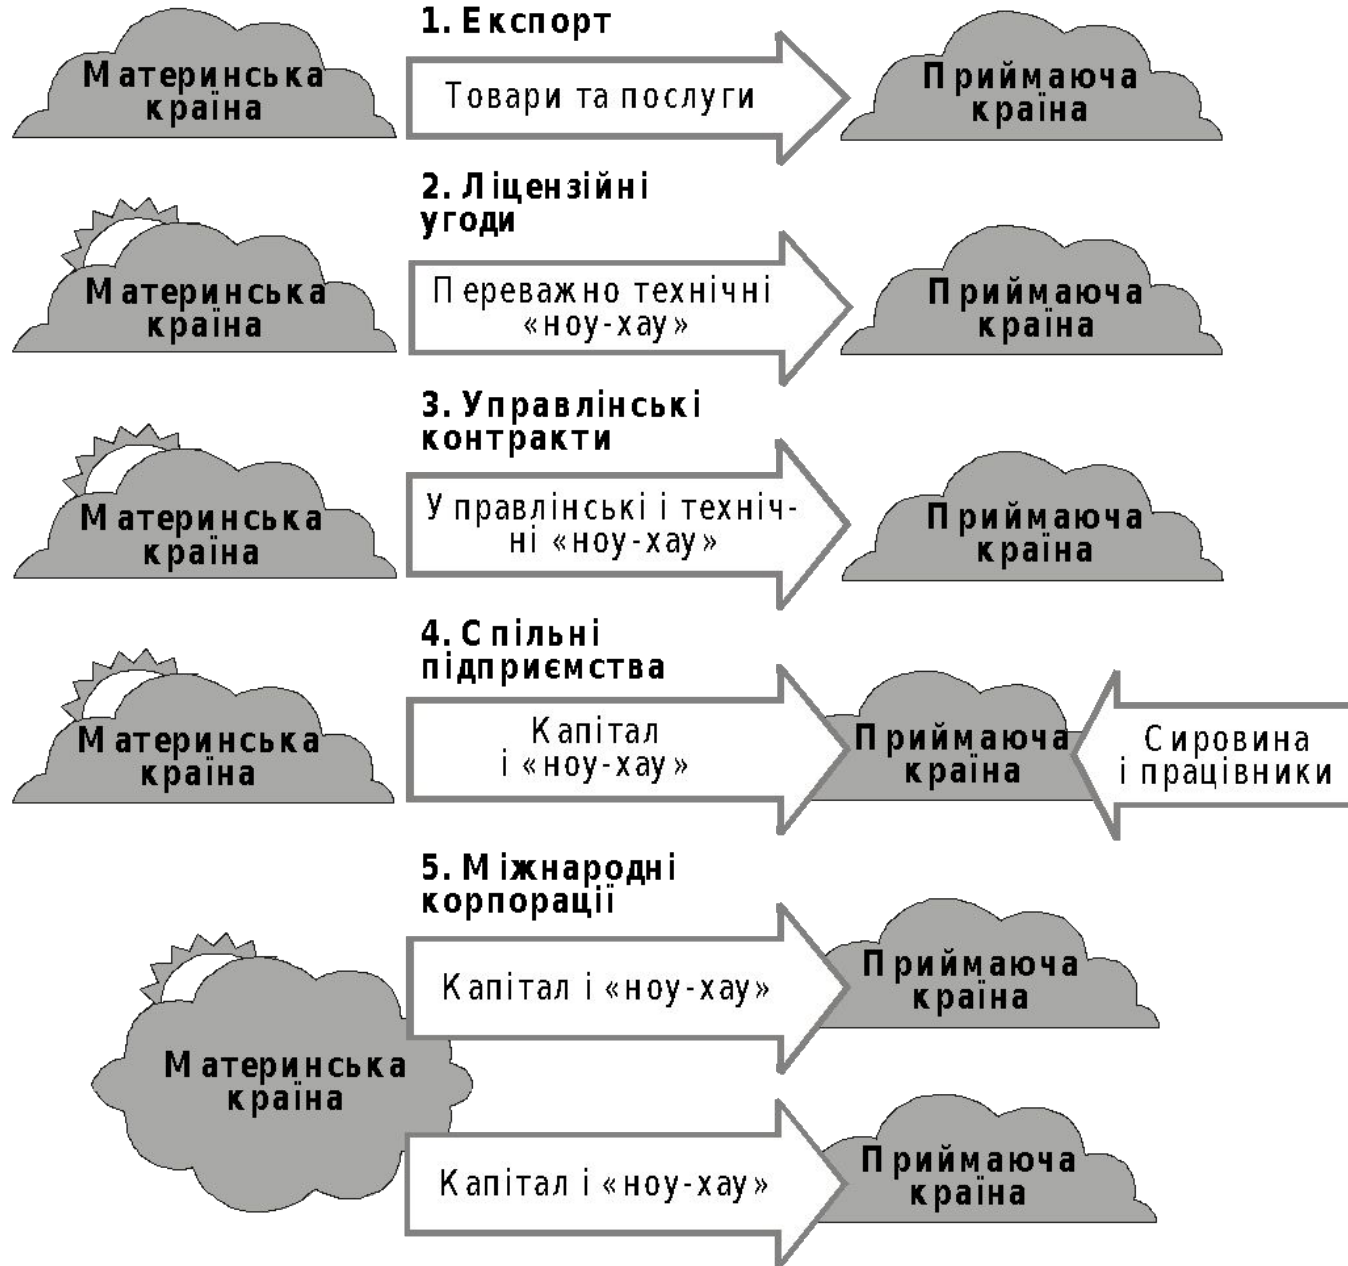 1. Експорт
Материнська
країна
Товари та послуги
Приймаюча
країна
2. Ліцензійні
угоди
Материнська
країна
Переважно технічні
«ноу-хау»
Приймаюча
країна
3. Управлінські
контракти
Материнська
країна
Управлінські і техніч-
ні «ноу-хау»
Приймаюча
країна
4. Спільні
підприємства
Материнська
країна
Капітал
і «ноу-хау»
Приймаюча
країна
Сировина
і працівники
5. Міжнародні
корпорації
Материнська
країна
Капітал і «ноу-хау»
Приймаюча
країна
Капітал і «ноу-хау»
Приймаюча
країна